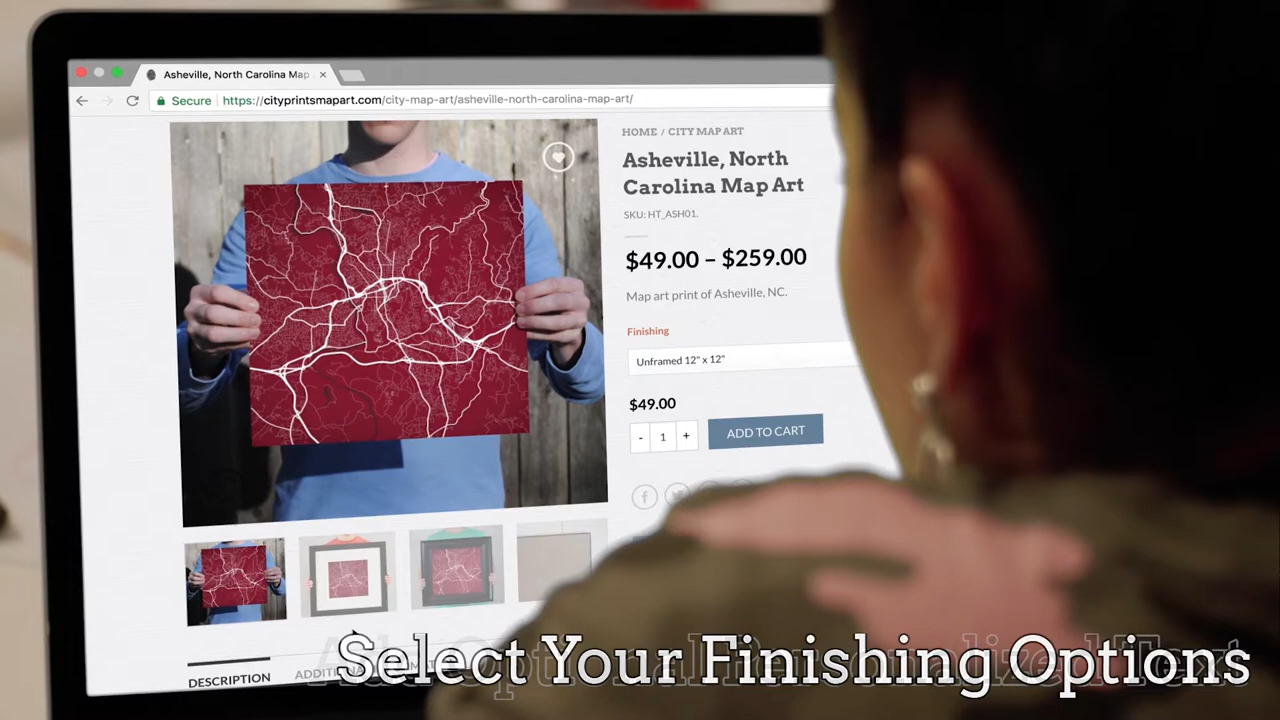 Asheville, North Carolina Map
Secure
https://cityprintsmapart.com/city-map-art/asheville-north-carolina-map-art/
HOME / CITY MAP ART
Asheville, North
Carolina Map Art
SKU: HT_ASH01.
$49.00 – $259.00
Map art print of Asheville, NC.
Finishing
Unframed 12" x 12"
$49.00
- 1 +
ADD TO CART
DESCRIPTION
Select Your Finishing Options